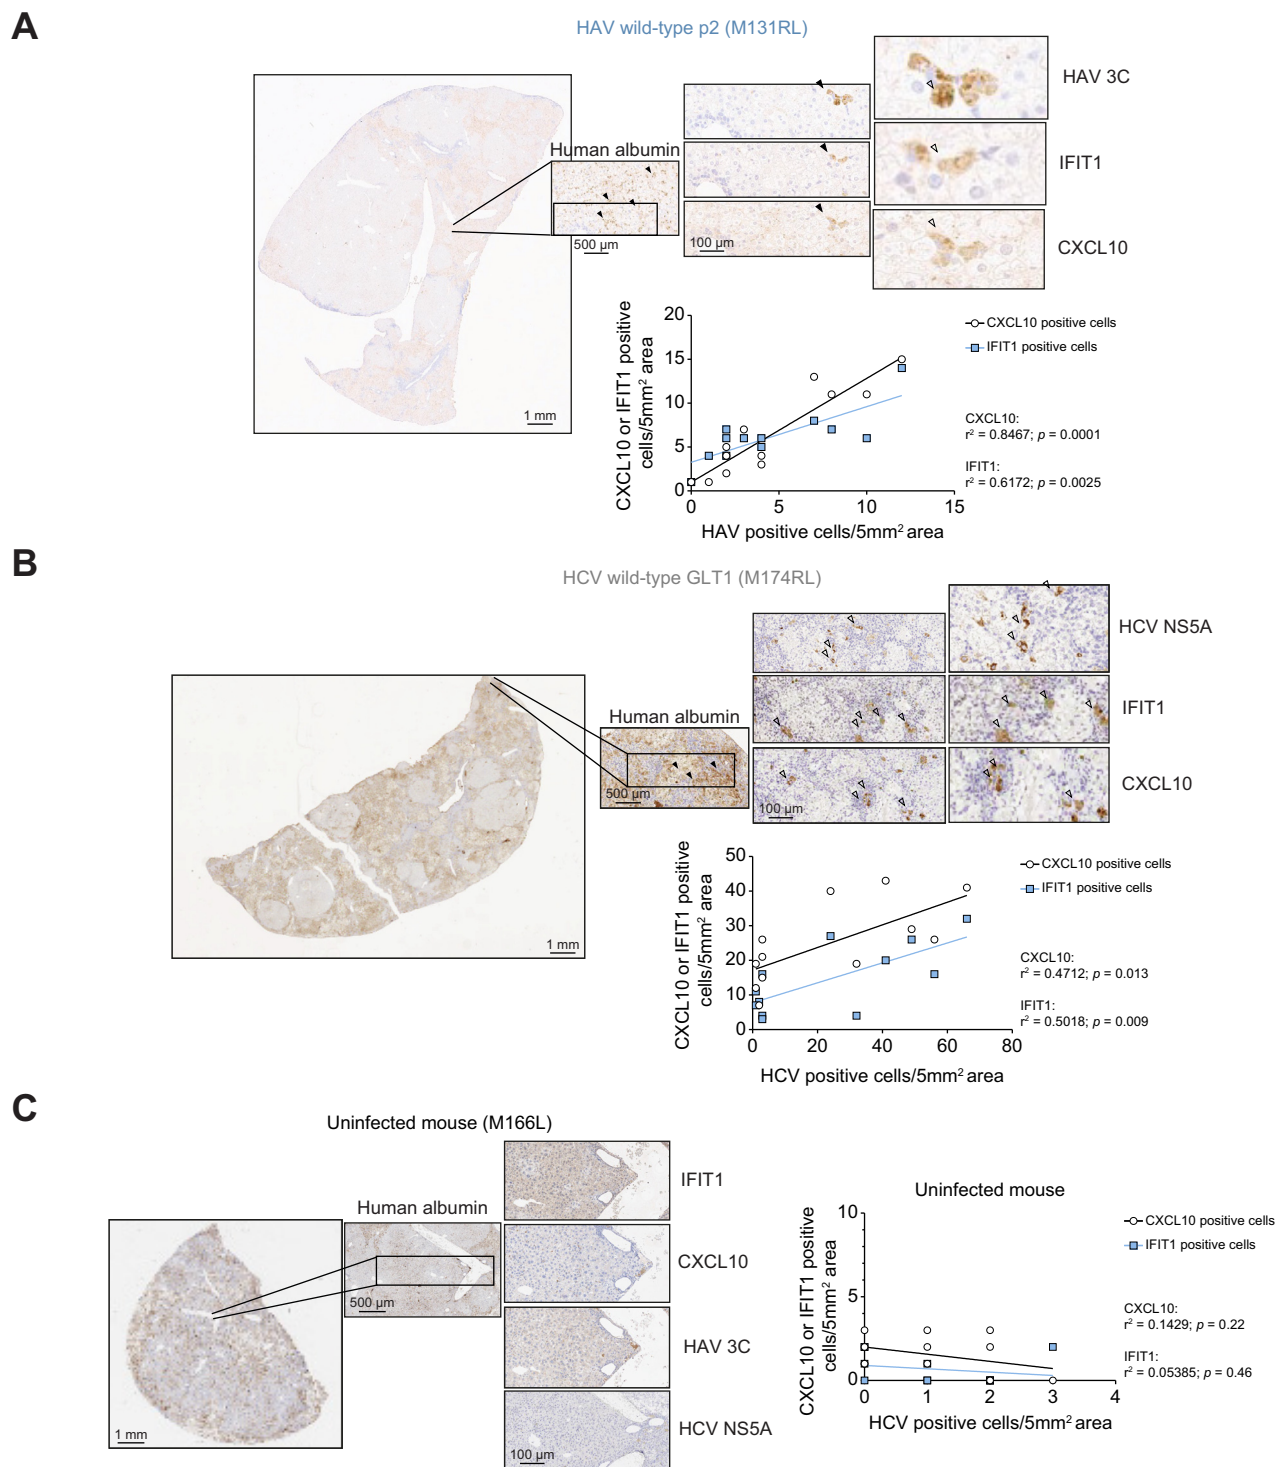 A
HAV wild-type p2 (M131RL)
HAV 3C
Human albumin
IFIT1
CXCL10
500 µm
100 µm
1 mm
CXCL10 or IFIT1 positive
cells/5mm² area
20
15
10
5
0
0
5
10
15
HAV positive cells/5mm² area
CXCL10 positive cells
IFIT1 positive cells
CXCL10:
r² = 0.8467; p = 0.0001
IFIT1:
r² = 0.6172; p = 0.0025
B
HCV wild-type GLT1 (M174RL)
HCV NS5A
Human albumin
IFIT1
CXCL10
500 µm
100 µm
1 mm
CXCL10 or IFIT1 positive
cells/5mm² area
50
40
30
20
10
0
0
20
40
60
80
HCV positive cells/5mm² area
CXCL10 positive cells
IFIT1 positive cells
CXCL10:
r² = 0.4712; p = 0.013
IFIT1:
r² = 0.5018; p = 0.009
C
Uninfected mouse (M166L)
IFIT1
Human albumin
CXCL10
500 µm
HAV 3C
HCV NS5A
1 mm
100 µm
Uninfected mouse
CXCL10 or IFIT1 positive
cells/5mm² area
10
5
0
0
1
2
3
4
HCV positive cells/5mm² area
CXCL10 positive cells
IFIT1 positive cells
CXCL10:
r² = 0.1429; p = 0.22
IFIT1:
r² = 0.05385; p = 0.46